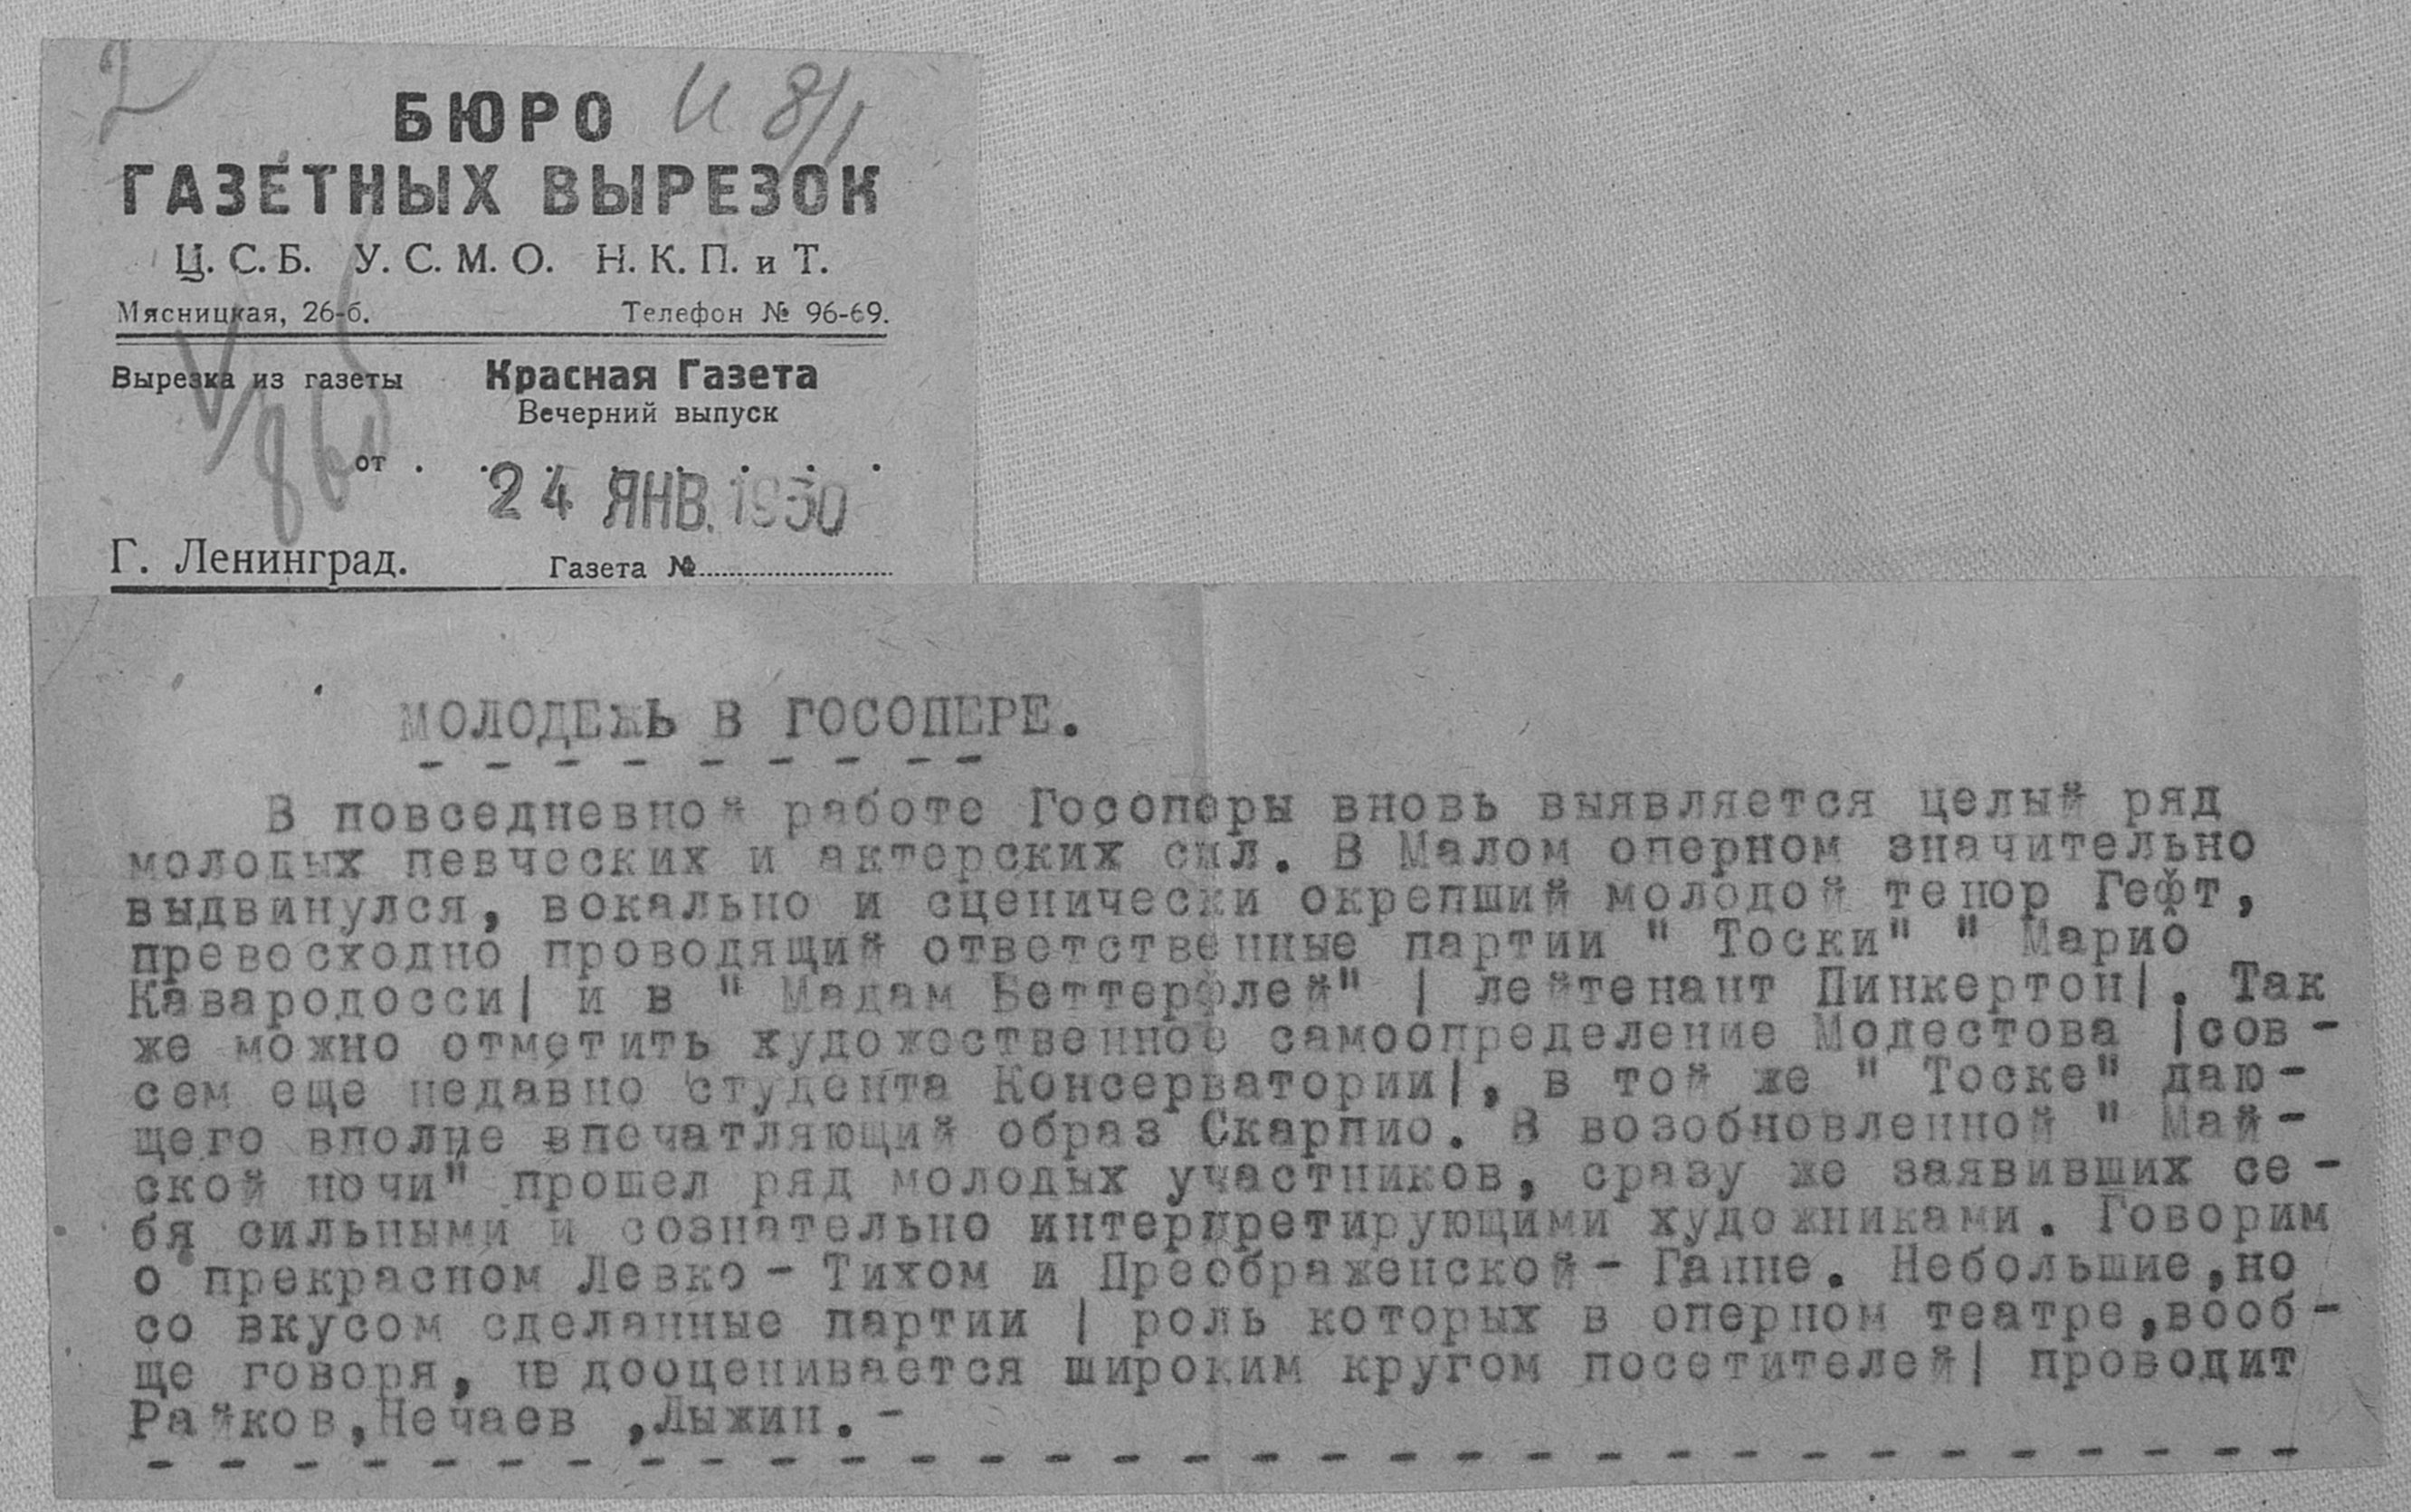 2
И 8/1
БЮРО
ГАЗЕТНЫХ ВЫРЕЗОК
Ц. С. Б. У. С. М. О. Н. К. П. и Т.
Мясницкая, 26-б. Телефон № 96-69.
Вырезка из газеты Красная Газета
Вечерний выпуск
от . . . . . . . .
24 ЯНВ. 1930
Г. Ленинград. Газета №
МОЛОДЕЖЬ В ГОСОПЕРЕ.
- - - - - - - - -
В повседневной работе Госоперы вновь выявляется целый ряд
молодых певческих и актерских сил. В Малом оперном значительно
выдвинулся, вокально и сценически окрепший молодой тенор Гефт,
превосходно проводящий ответственные партии " Тоски" " Марио
Кавародосси| и в " Мадам Беттерфлей" | лейтенант Пинкертон|. Так
же можно отметить художественное самоопределение Модестова |сов -
сем еще недавно студента Консерватории|, в той же " Тоске" даю-
щего вполне впечатляющий образ Скарпио. В возобновленной " Май-
ской ночи" прошел ряд молодых участников, сразу же заявивших се -
бя сильными и сознательно интерпретирующими художниками. Говорим
о прекрасном Левко - Тихом и Преображенской - Ганне. Небольшие,но
со вкусом сделанные партии | роль которых в оперном театре,вооб-
ще говоря, недооценивается широким кругом посетителей| проводит
Райков,Нечаев ,Лыжин.-